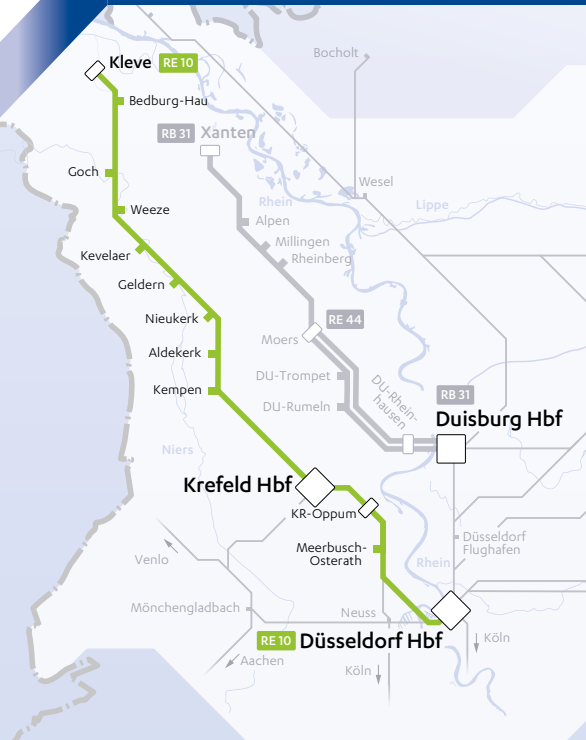 Bocholt
Kleve RE 10
Bedburg-Hau
RB 31 Xanten
Goch
Wesel
Rhein
Lippe
Weeze
Alpen
Millingen
Kevelaer
Rheinberg
Geldern
Nieukerk
RE 44
Moers
Aldekerk
DU-Trompet
Kempen
DU-Rhein-
hausen
RB 31
DU-Rumeln
Duisburg Hbf
Niers
Krefeld Hbf
KR-Oppum
Düsseldorf
Flughafen
Meerbusch-
Osterath
Venlo
Rhein
Mönchengladbach
Neuss
RE 10 Düsseldorf Hbf
Köln
Aachen
Köln